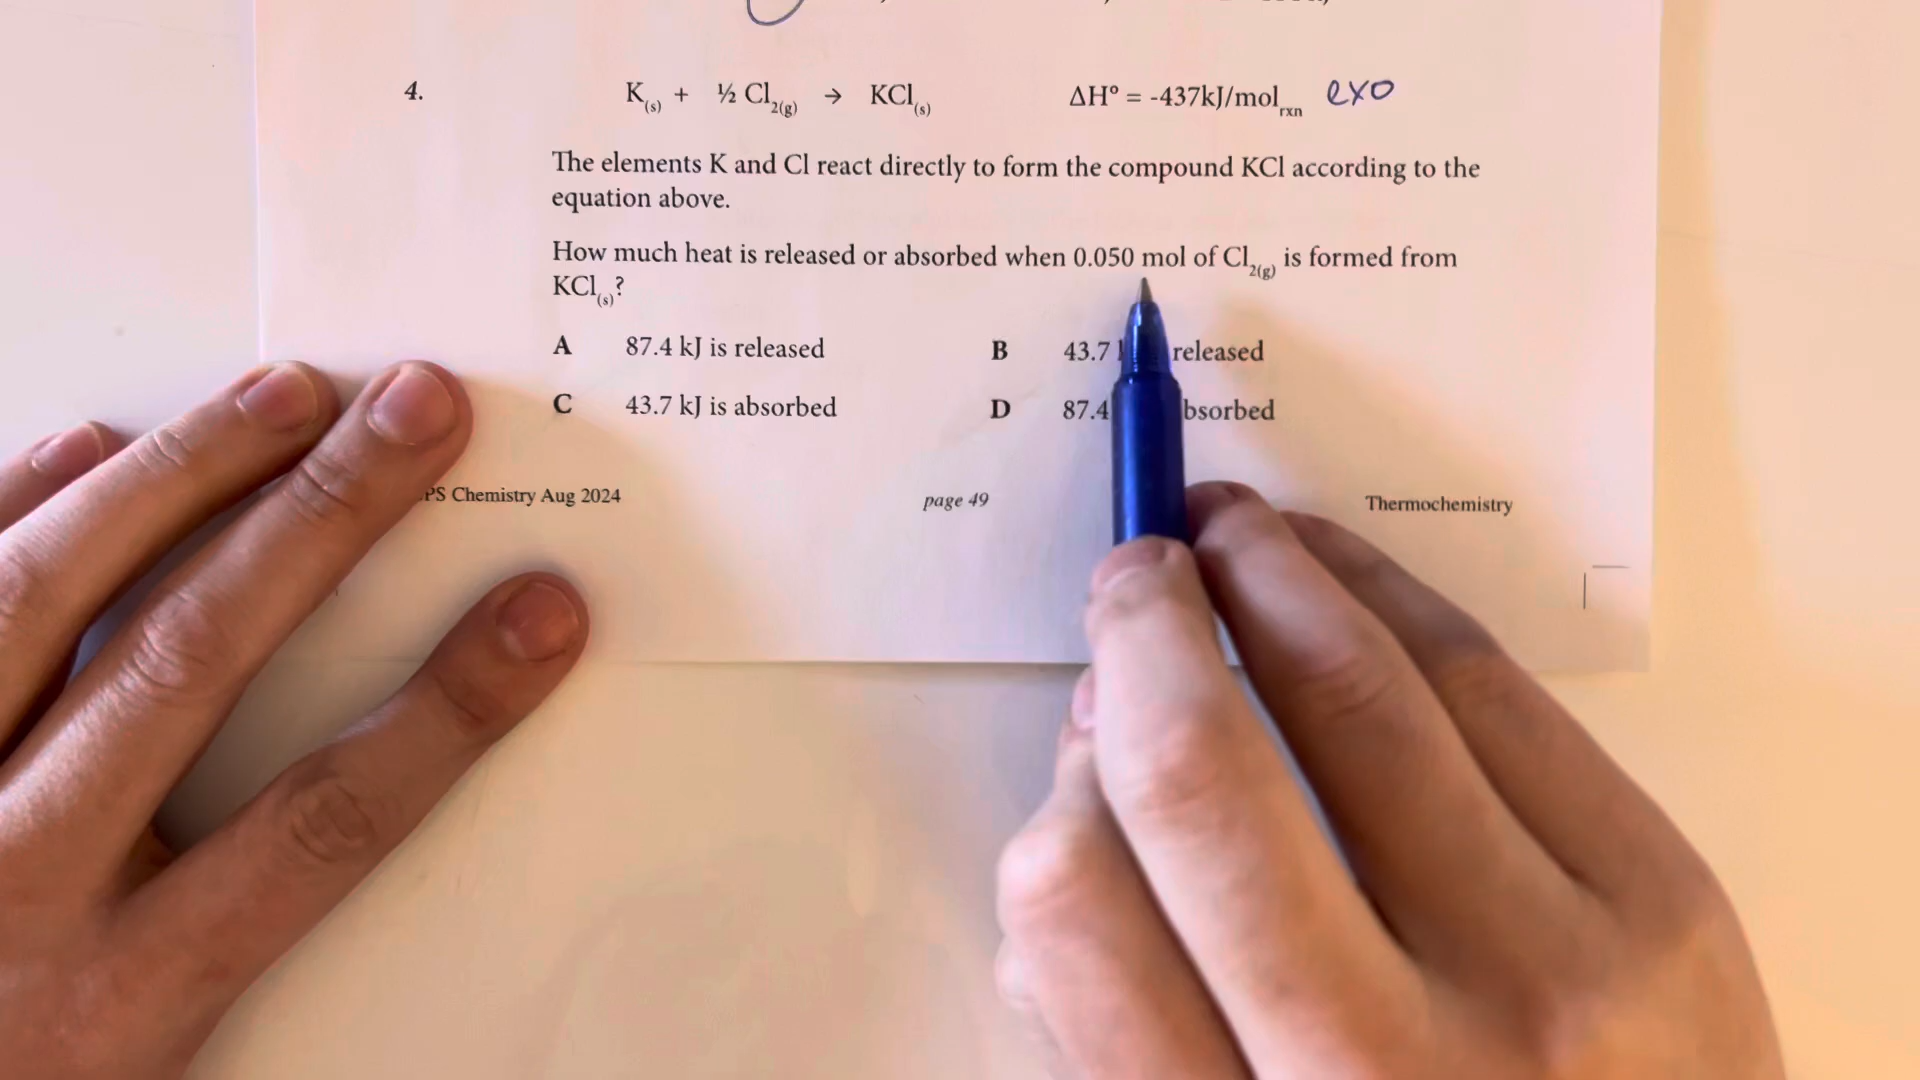 4. K(s) + ½ Cl2(g) → KCl(s) ΔH° = -437kJ/molrxn exo
The elements K and Cl react directly to form the compound KCl according to the
equation above.
How much heat is released or absorbed when 0.050 mol of Cl2(g) is formed from
KCl(s)?
A 87.4 kJ is released B 43.7 released
C 43.7 kJ is absorbed D 87.4 bsorbed
PS Chemistry Aug 2024 page 49 Thermochemistry